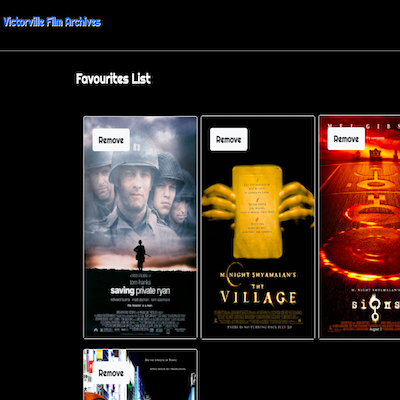 Victorville Film Archives
Favourites List
Remove
Remove
Remove
MEL GIBS
tom hanks
saving private ryan
M. NIGHT SHYAMALAN'S
THE
VILLAGE
M. NIGHT SHYAMALAN'S
signs
Remove